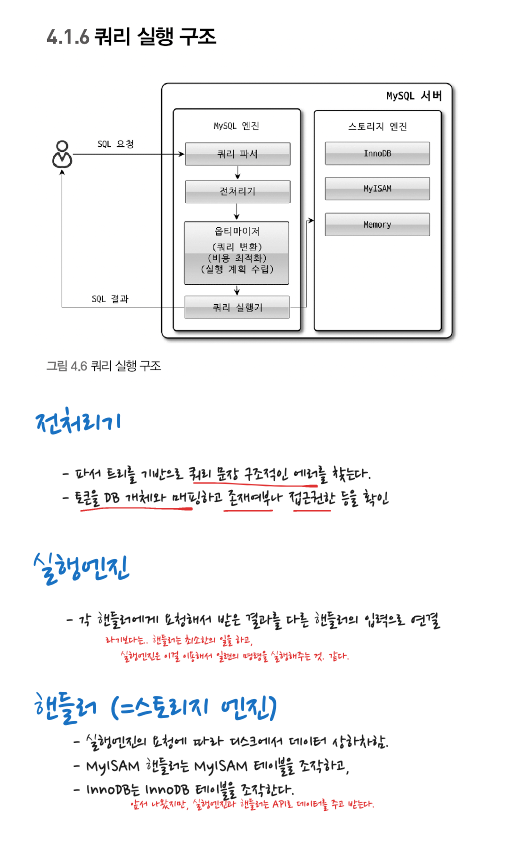 4.1.6 쿼리 실행 구조
MySQL 서버
MySQL 엔진
스토리지 엔진
SQL 요청
쿼리 파서
InnoDB
전처리기
MyISAM
옵티마이저
(쿼리 변환)
(비용 최적화)
(실행 계획 수립)
Memory
SQL 결과
쿼리 실행기
그림 4.6 쿼리 실행 구조
전처리기
- 파서 트리를 기반으로 쿼리 문장 구조적인 에러를 찾는다.
- 토큰을 DB 개체와 매핑하고 존재여부나 접근권한 등을 확인
실행엔진
- 각 핸들러에게 요청해서 받은 결과를 다른 핸들러의 입력으로 연결
라기보다는.. 핸들러는 최소한의 일을 하고,
실행엔진은 이걸 이용해서 일련의 명령을 실행해주는 것. 같다.
핸들러 (=스토리지 엔진)
- 실행엔진의 요청에 따라 디스크에서 데이터 상하차함.
- MyISAM 핸들러는 MyISAM 테이블을 조작하고,
- InnoDB는 InnoDB 테이블을 조작한다.
앞서 나왔지만, 실행엔진과 핸들러는 API로 데이터를 주고 받는다.